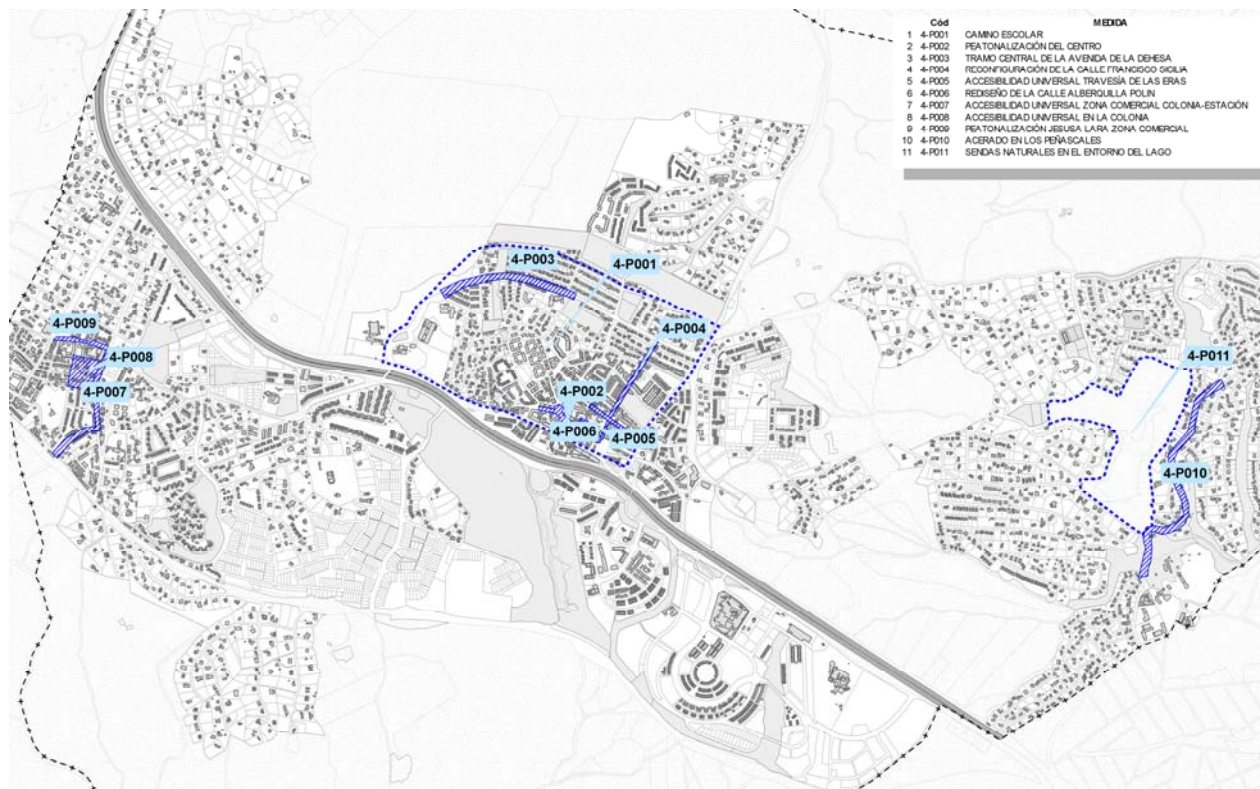 Cód MEDIDA
1 4-P001 CAMINO ESCOLAR
2 4-P002 PEATONALIZACIÓN DEL CENTRO
3 4-P003 TRAMO CENTRAL DE LA AVENIDA DE LA DEHESA
4 4-P004 RECONFIGURACIÓN DE LA CALLE FRANCISCO SICILIA
5 4-P005 ACCESIBILIDAD UNIVERSAL TRAVESÍA DE LAS ERAS
6 4-P006 REDISEÑO DE LA CALLE ALBERQUILLA POLIN
7 4-P007 ACCESIBILIDAD UNIVERSAL ZONA COMERCIAL COLONIA-ESTACIÓN
8 4-P008 ACCESIBILIDAD UNIVERSAL EN LA COLONIA
9 4-P009 PEATONALIZACIÓN JESUSA LARA ZONA COMERCIAL
10 4-P010 ACERADO EN LOS PEÑASCALES
11 4-P011 SENDAS NATURALES EN EL ENTORNO DEL LAGO
4-P003
4-P001
4-P009
4-P004
4-P008
4-P011
4-P007
4-P002
4-P006
4-P005
4-P010